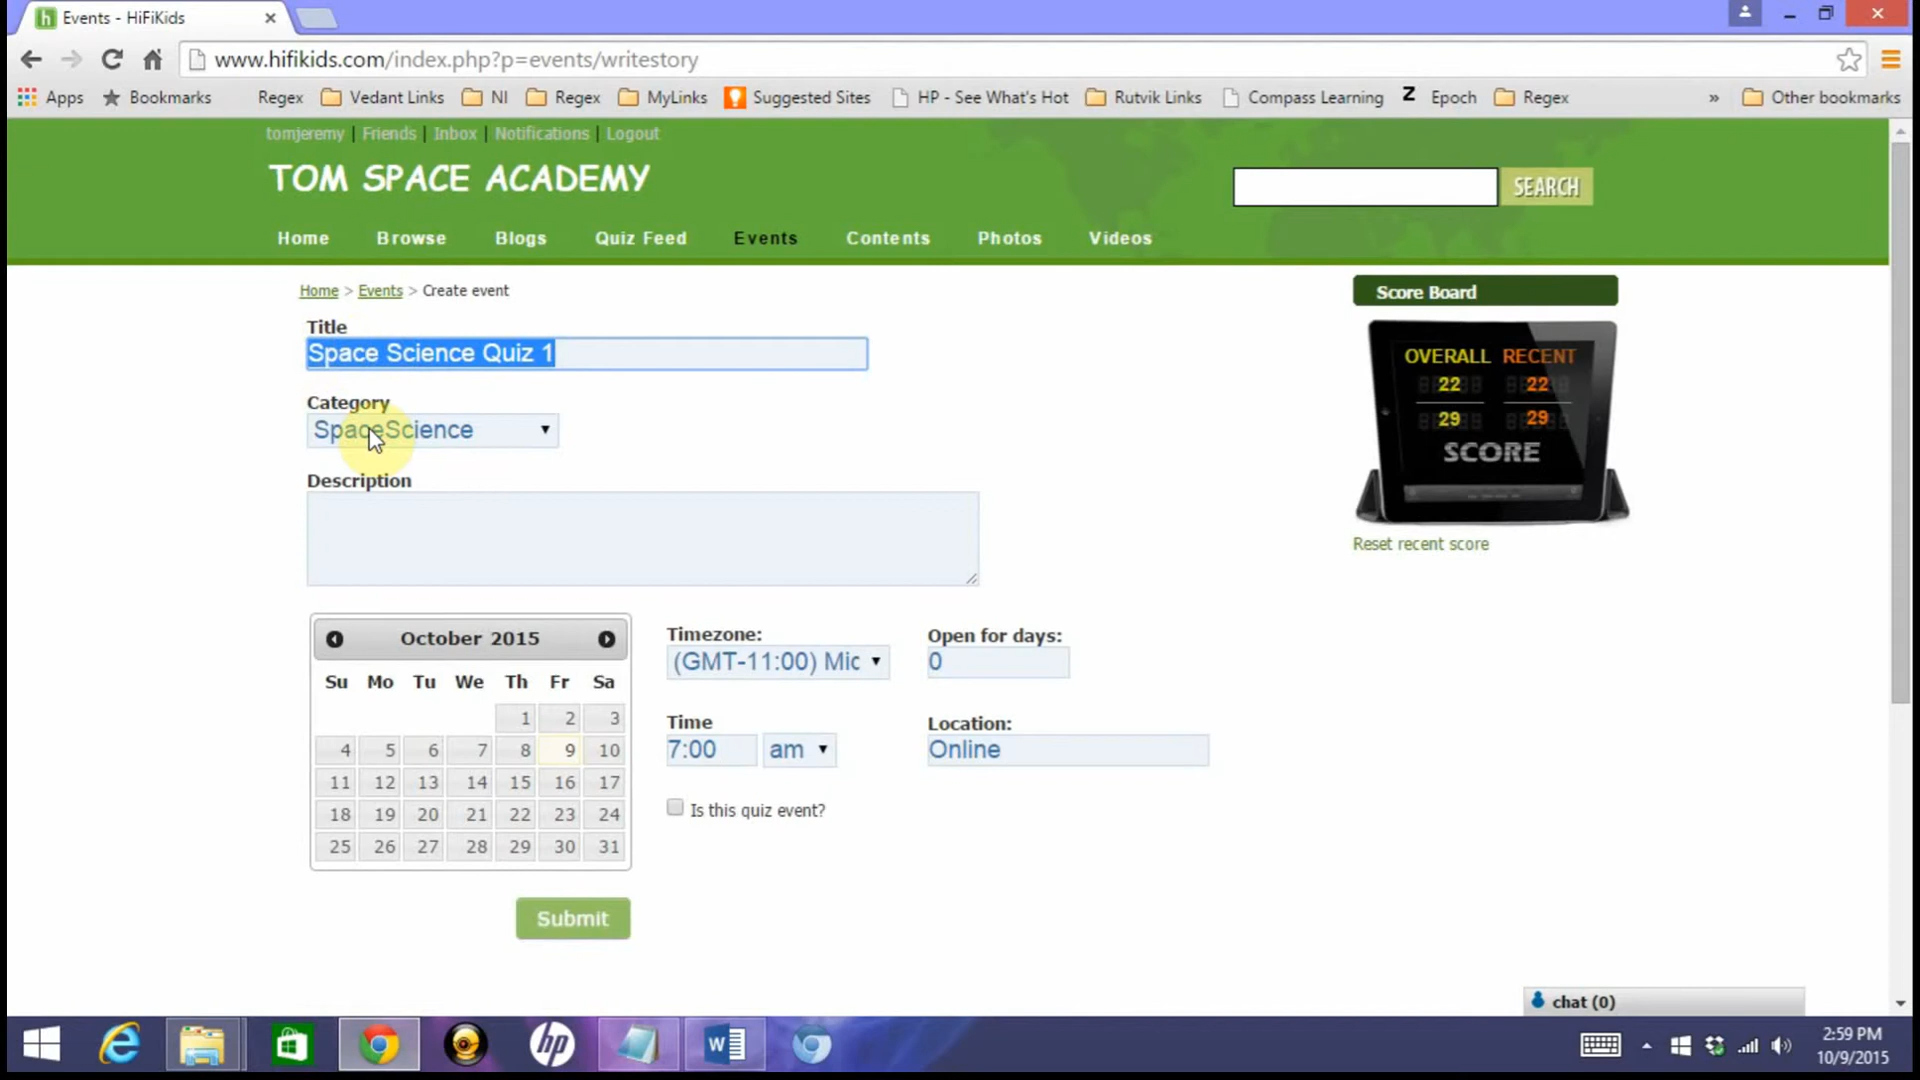 Events - HiFiKids
www.hifikids.com/index.php?p=events/writestory
Apps Bookmarks Regex Vedant Links NI Regex MyLinks Suggested Sites HP - See What's Hot Rutvik Links Compass Learning Z Epoch Regex » Other bookmarks
tomjeremy | Friends | Inbox | Notifications | Logout
TOM SPACE ACADEMY
SEARCH
Home Browse Blogs Quiz Feed Events Contents Photos Videos
Home > Events > Create event
Score Board
Title
Space Science Quiz 1
OVERALL RECENT
22 22
29 29
SCORE
Reset recent score
Category
SpaceScience
Description
October 2015
Su Mo Tu We Th Fr Sa
1 2 3
4 5 6 7 8 9 10
11 12 13 14 15 16 17
18 19 20 21 22 23 24
25 26 27 28 29 30 31
Timezone:
(GMT-11:00) Mic
Open for days:
0
Time
7:00 am
Location:
Online
Is this quiz event?
Submit
chat (0)
2:59 PM
10/9/2015